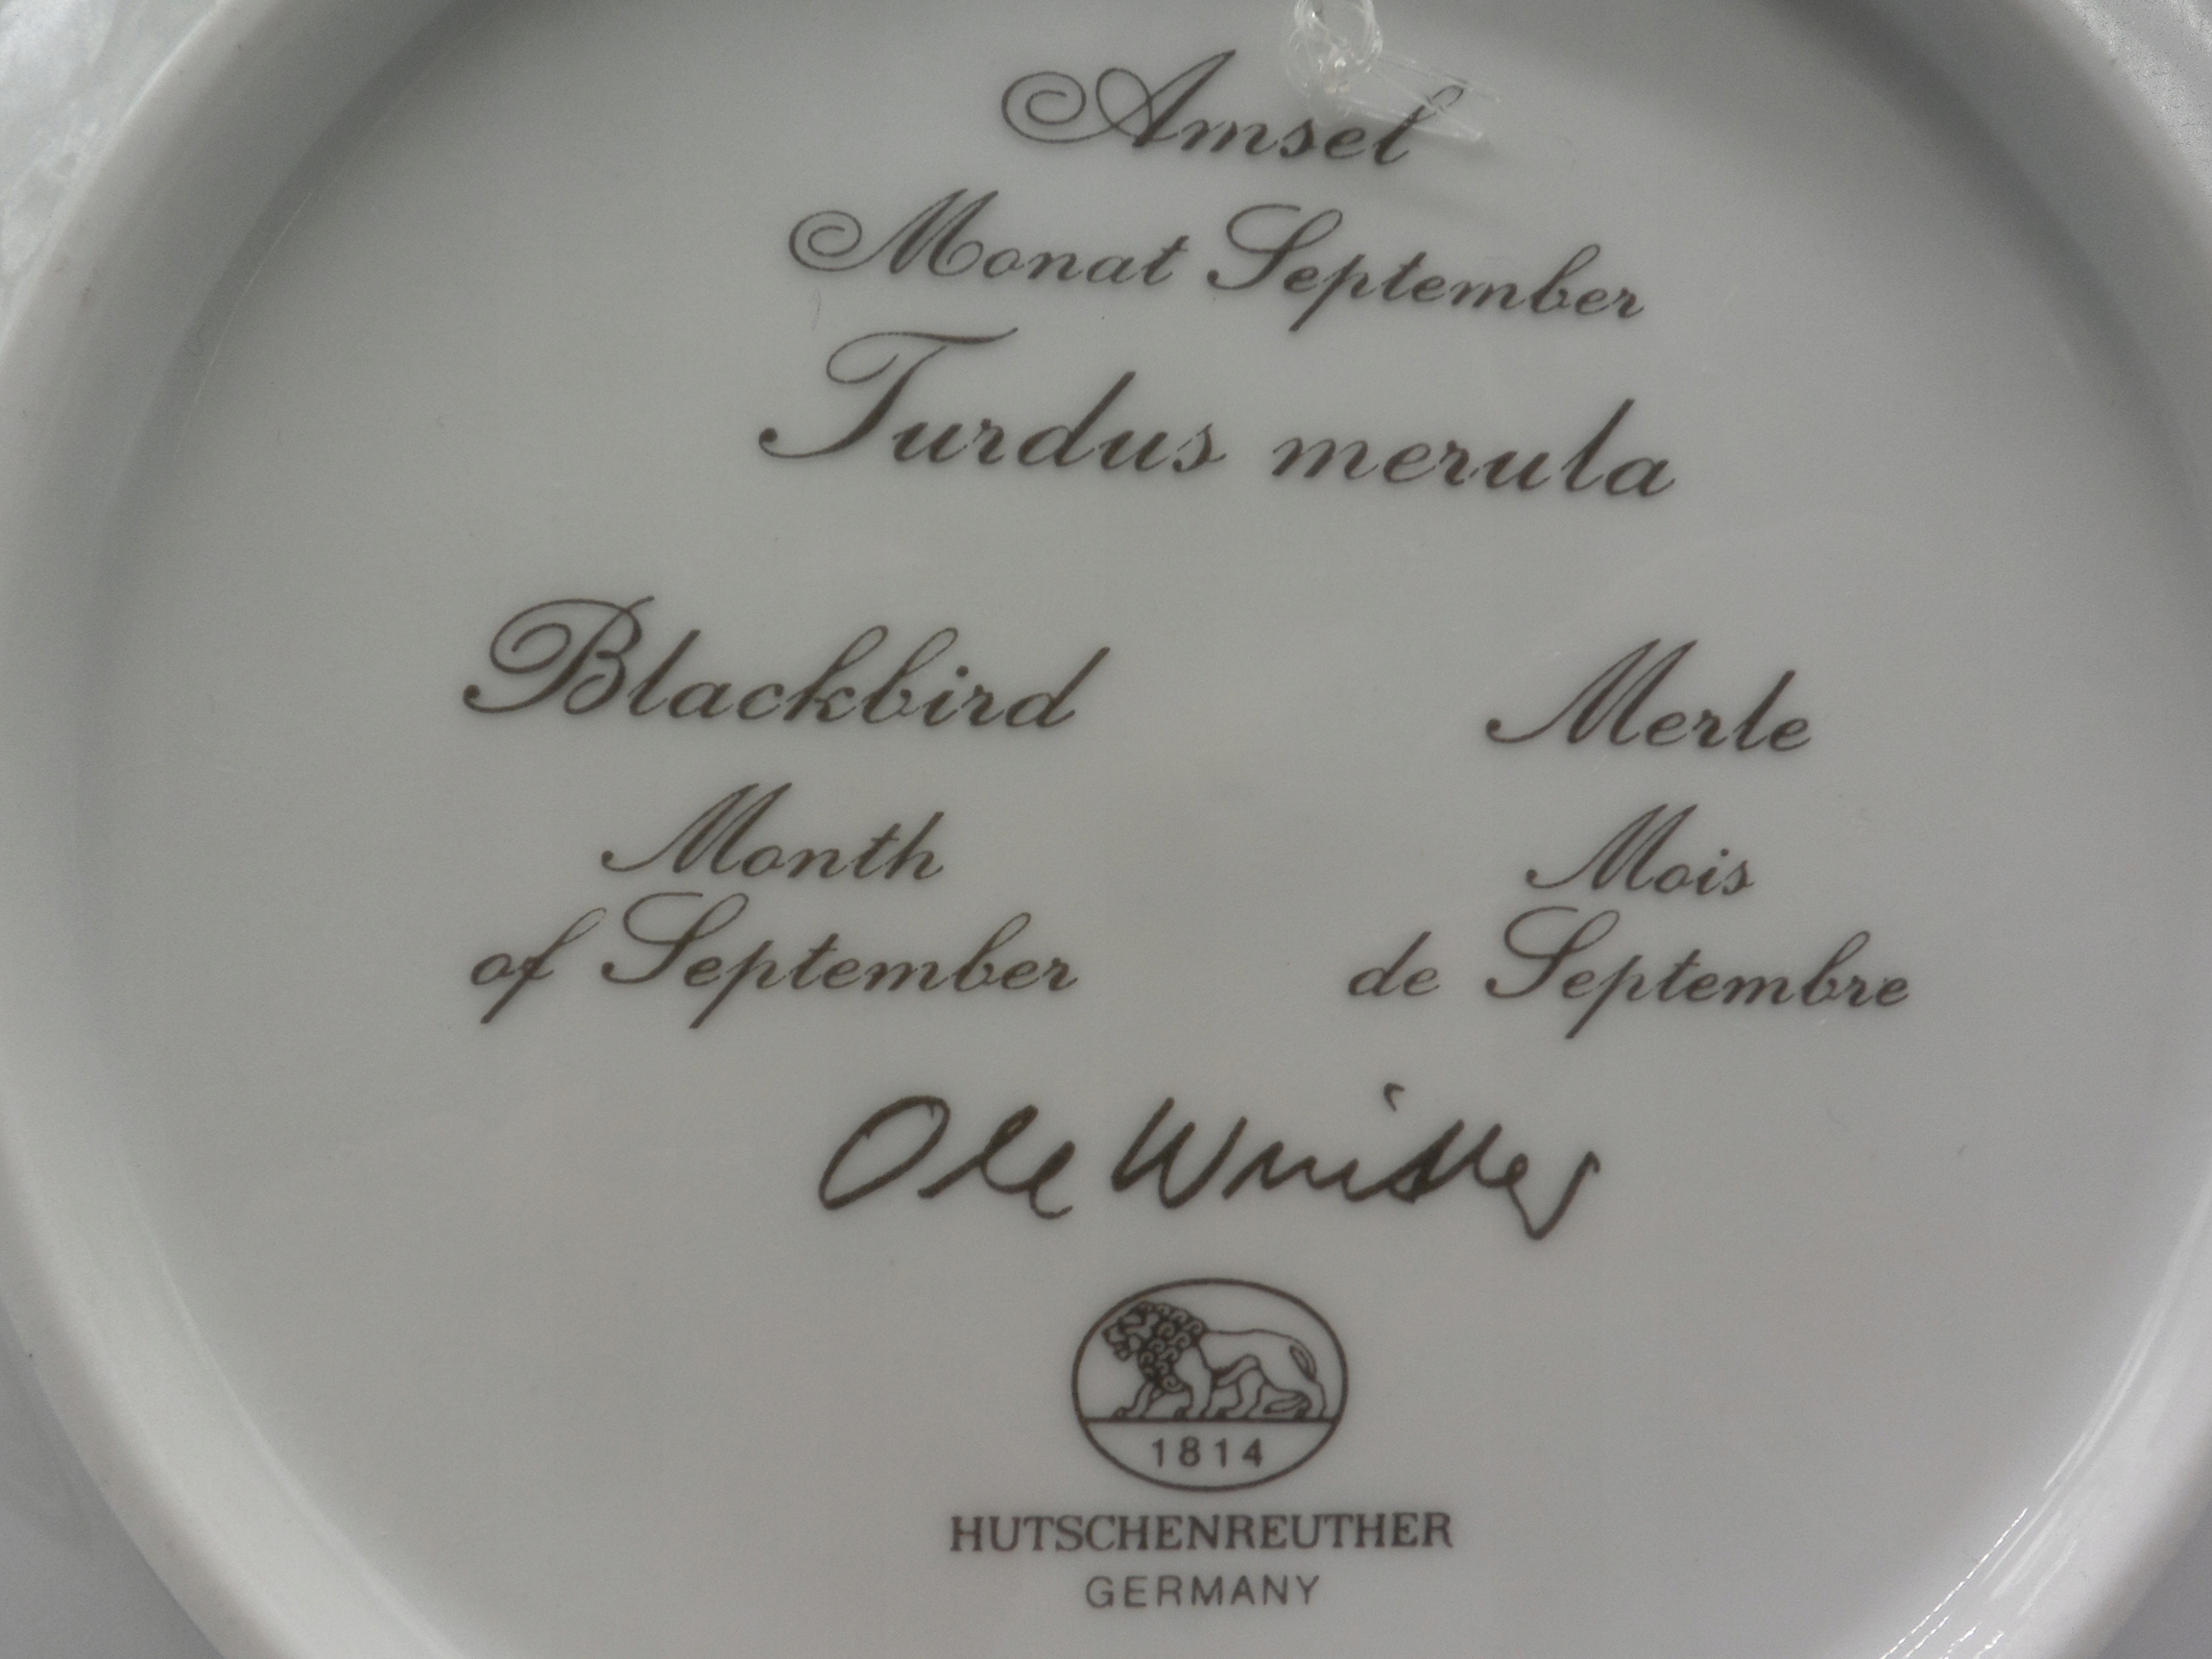 Amsel
Monat September
Turdus merula
Blackbird
Month
of September
Merle
Mois
de Septembre
Ole Winther
1814
HUTSCHENREUTHER
GERMANY